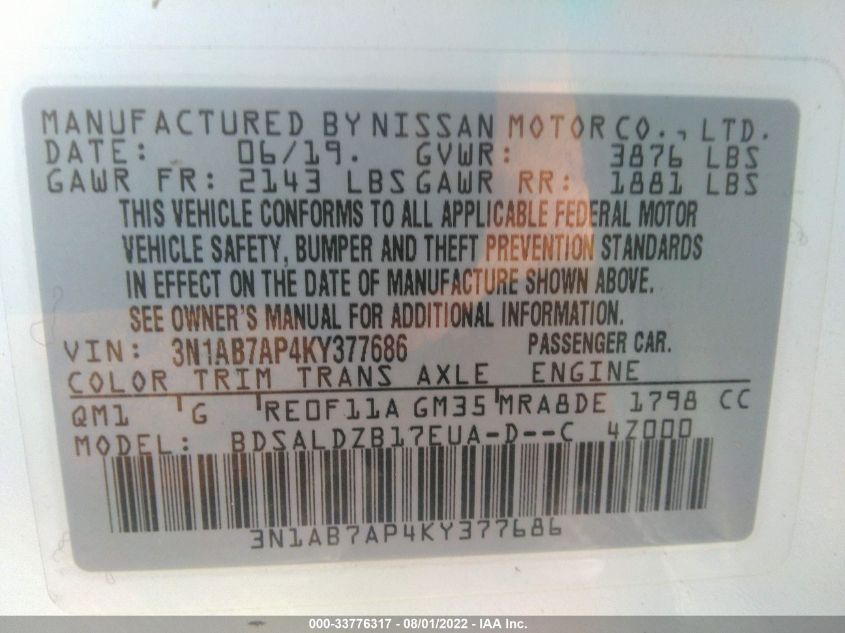 MANUFACTURED BY NISSAN MOTOR CO., LTD.
DATE: 06/19. GVWR: 3876 LBS
GAWR FR: 2143 LBS GAWR RR: 1881 LBS
THIS VEHICLE CONFORMS TO ALL APPLICABLE FEDERAL MOTOR
VEHICLE SAFETY, BUMPER AND THEFT PREVENTION STANDARDS
IN EFFECT ON THE DATE OF MANUFACTURE SHOWN ABOVE.
SEE OWNER'S MANUAL FOR ADDITIONAL INFORMATION.
VIN: 3N1AB7AP4KY377686 PASSENGER CAR.
COLOR TRIM TRANS AXLE ENGINE
QM1 G RE0F11A GM35 MRA8DE 1798 CC
MODEL: BDSALDZB17EUA-D--C 4Z000
3N1AB7AP4KY377686
000-33776317 - 08/01/2022 - IAA Inc.